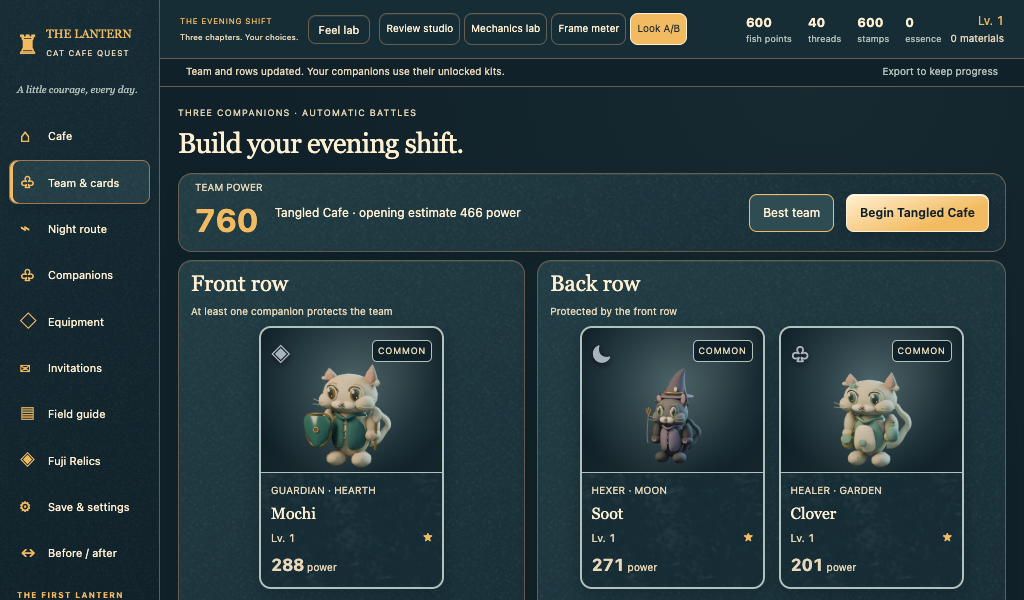 THE LANTERN
CAT CAFE QUEST
A little courage, every day.
Cafe
Team & cards
Night route
Companions
Equipment
Invitations
Field guide
Fuji Relics
Save & settings
Before / after
THE FIRST LANTERN
THE EVENING SHIFT
Three chapters. Your choices.
Feel lab
Review studio
Mechanics lab
Frame meter
Look A/B
600
fish points
40
threads
600
stamps
0
essence
Lv. 1
0 materials
Team and rows updated. Your companions use their unlocked kits.
Export to keep progress
THREE COMPANIONS · AUTOMATIC BATTLES
Build your evening shift.
TEAM POWER
760
Tangled Cafe · opening estimate 466 power
Best team
Begin Tangled Cafe
Front row
At least one companion protects the team
COMMON
GUARDIAN · HEARTH
Mochi
Lv. 1
288 power
Back row
Protected by the front row
COMMON
HEXER · MOON
Soot
Lv. 1
271 power
COMMON
HEALER · GARDEN
Clover
Lv. 1
201 power